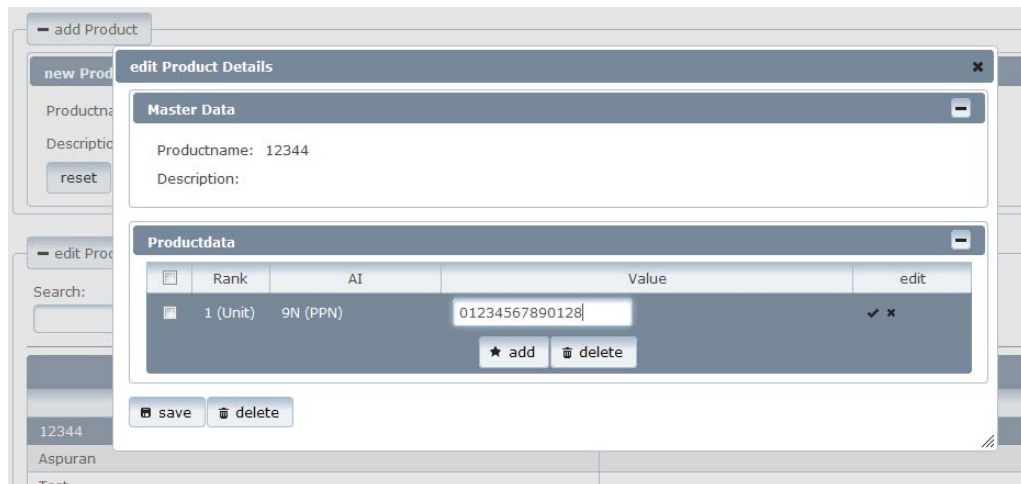 add Product
edit Product Details
new Prod
Master Data
Productna
Productname: 12344
Descriptio
Description:
reset
Productdata
edit Proc
Rank AI Value edit
Search:
1 (Unit) 9N (PPN) 01234567890128
add delete
save delete
12344
Aspuran